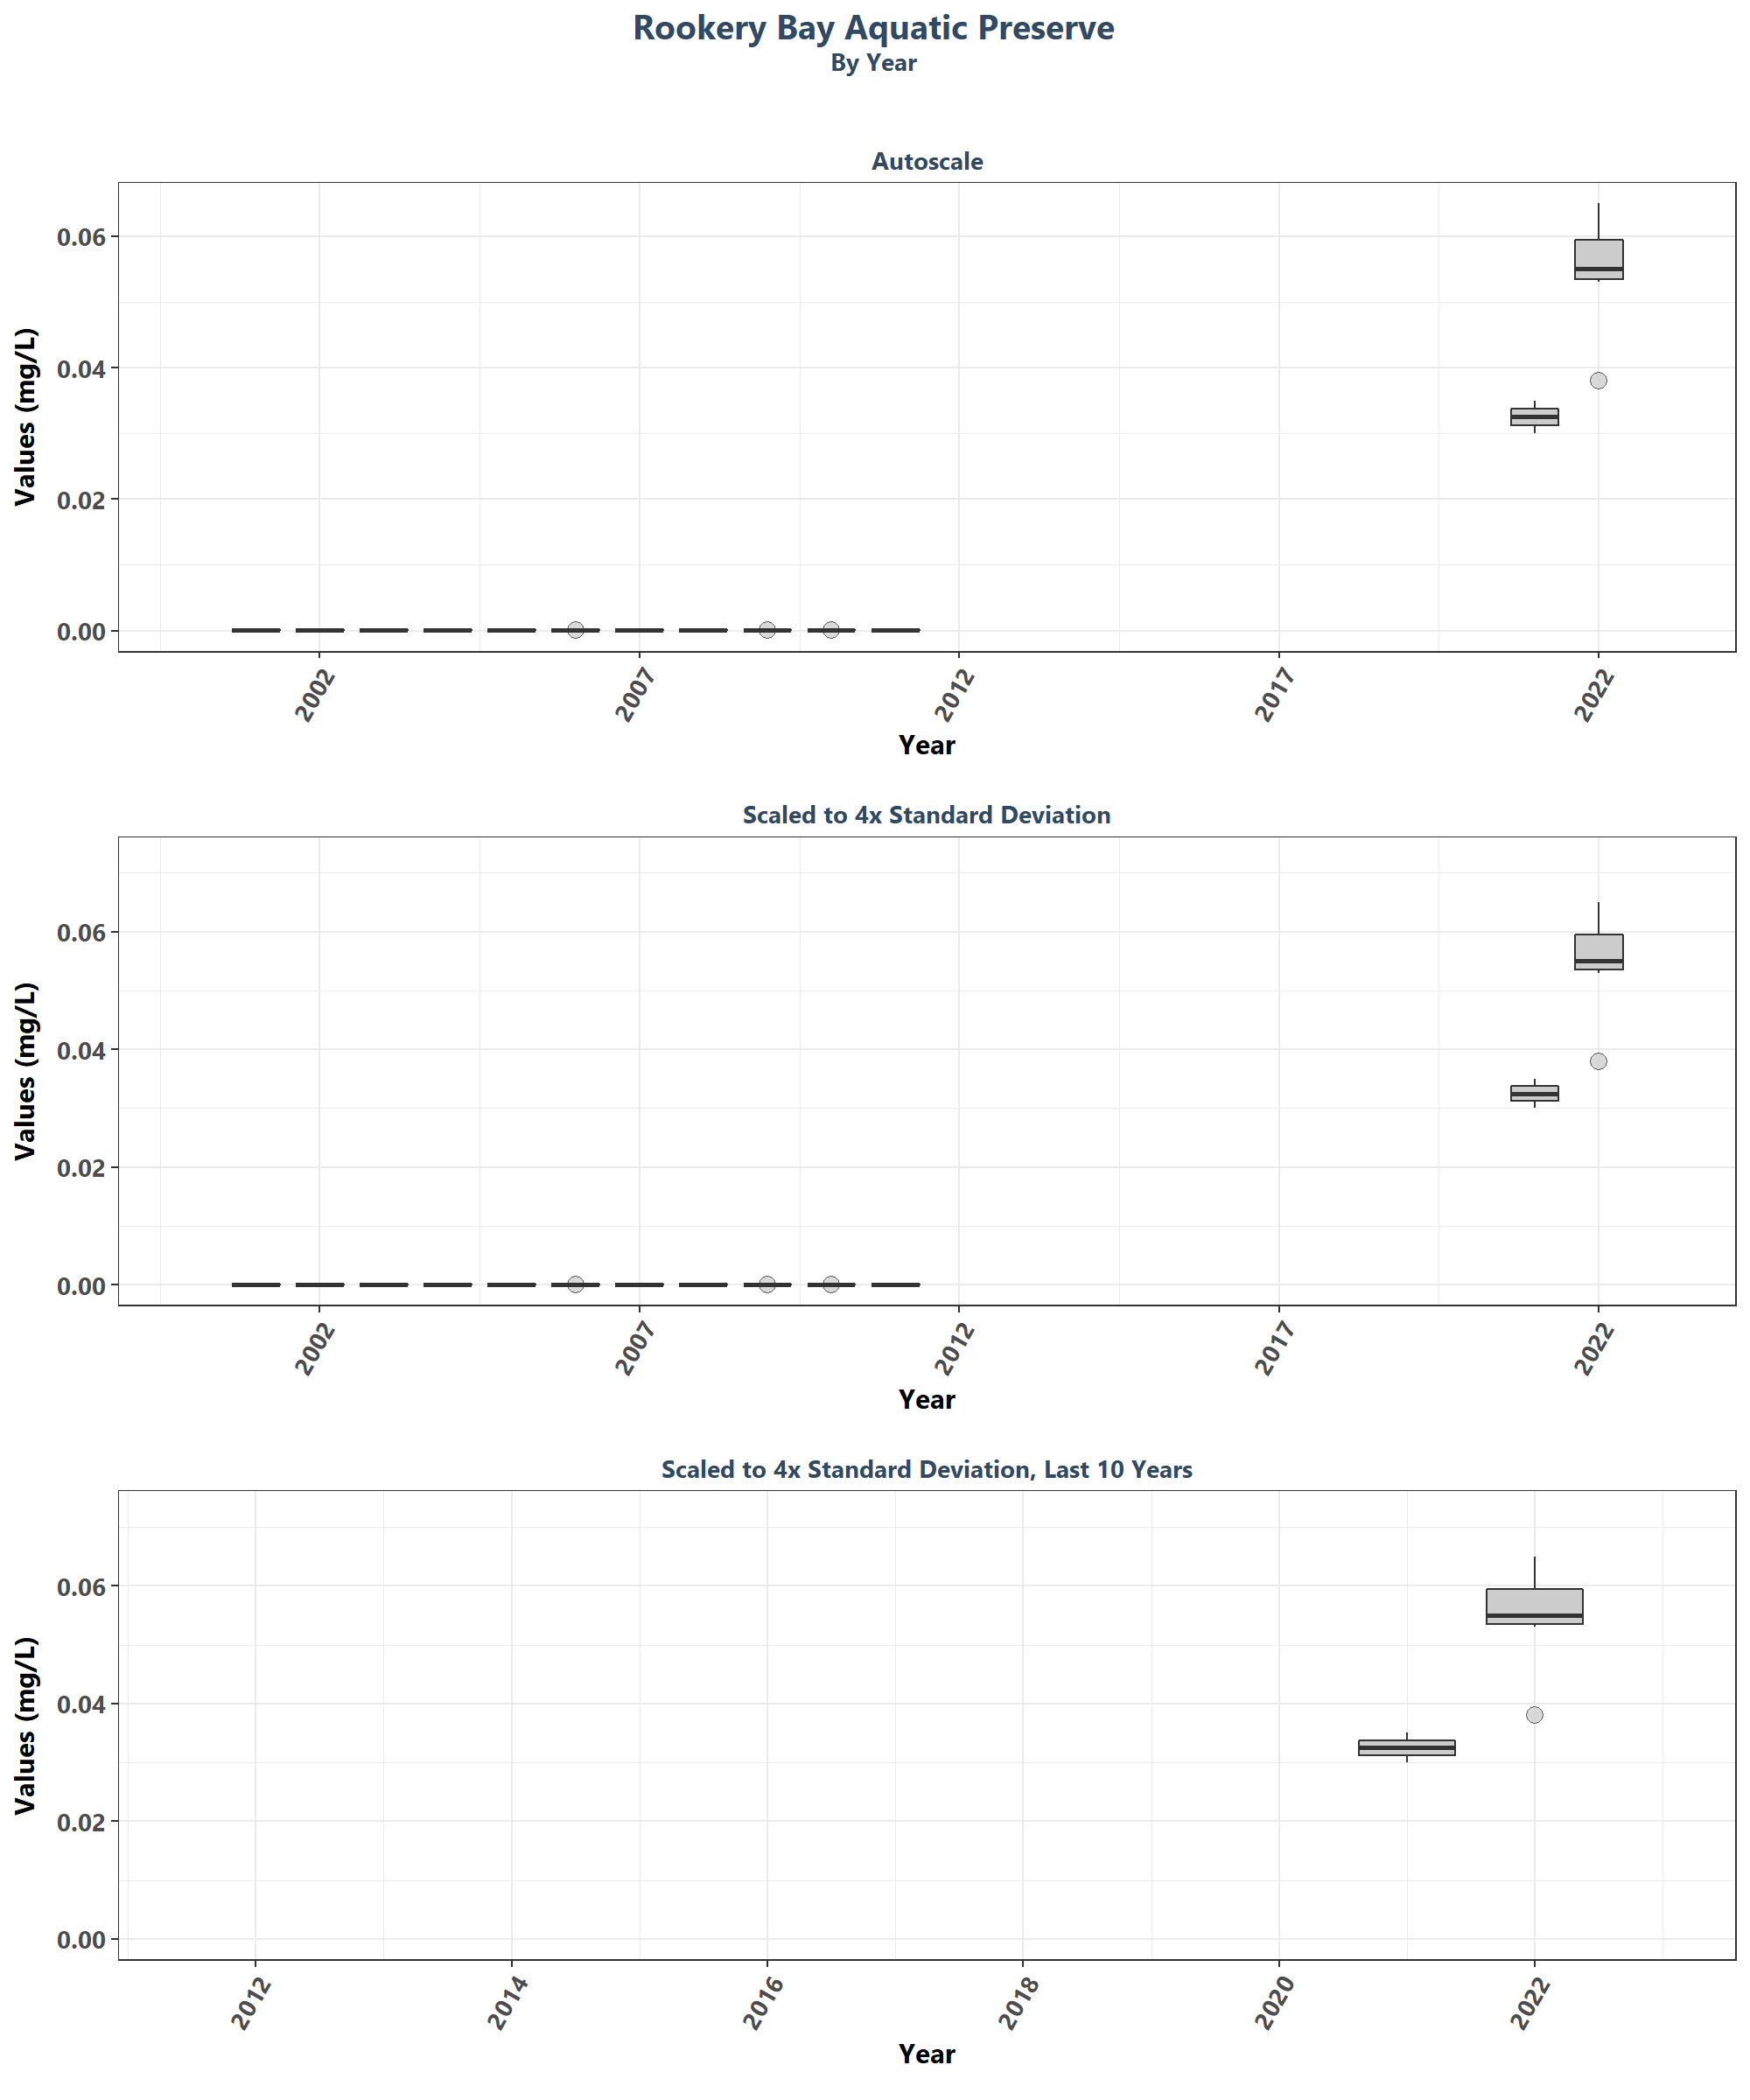 Rookery Bay Aquatic Preserve
By Year
Autoscale
Values (mg/L)
0.06
0.04
0.02
0.00
2002
2007
2012
2017
2022
Year
Scaled to 4x Standard Deviation
Values (mg/L)
0.06
0.04
0.02
0.00
2002
2007
2012
2017
2022
Year
Scaled to 4x Standard Deviation, Last 10 Years
Values (mg/L)
0.06
0.04
0.02
0.00
2012
2014
2016
2018
2020
2022
Year